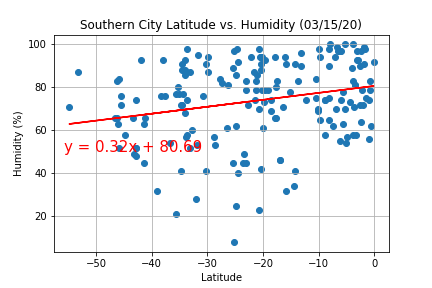 Southern City Latitude vs. Humidity (03/15/20)
Humidity (%)
100
80
60
40
20
y = 0.32x + 80.69
−50
−40
−30
−20
−10
0
Latitude